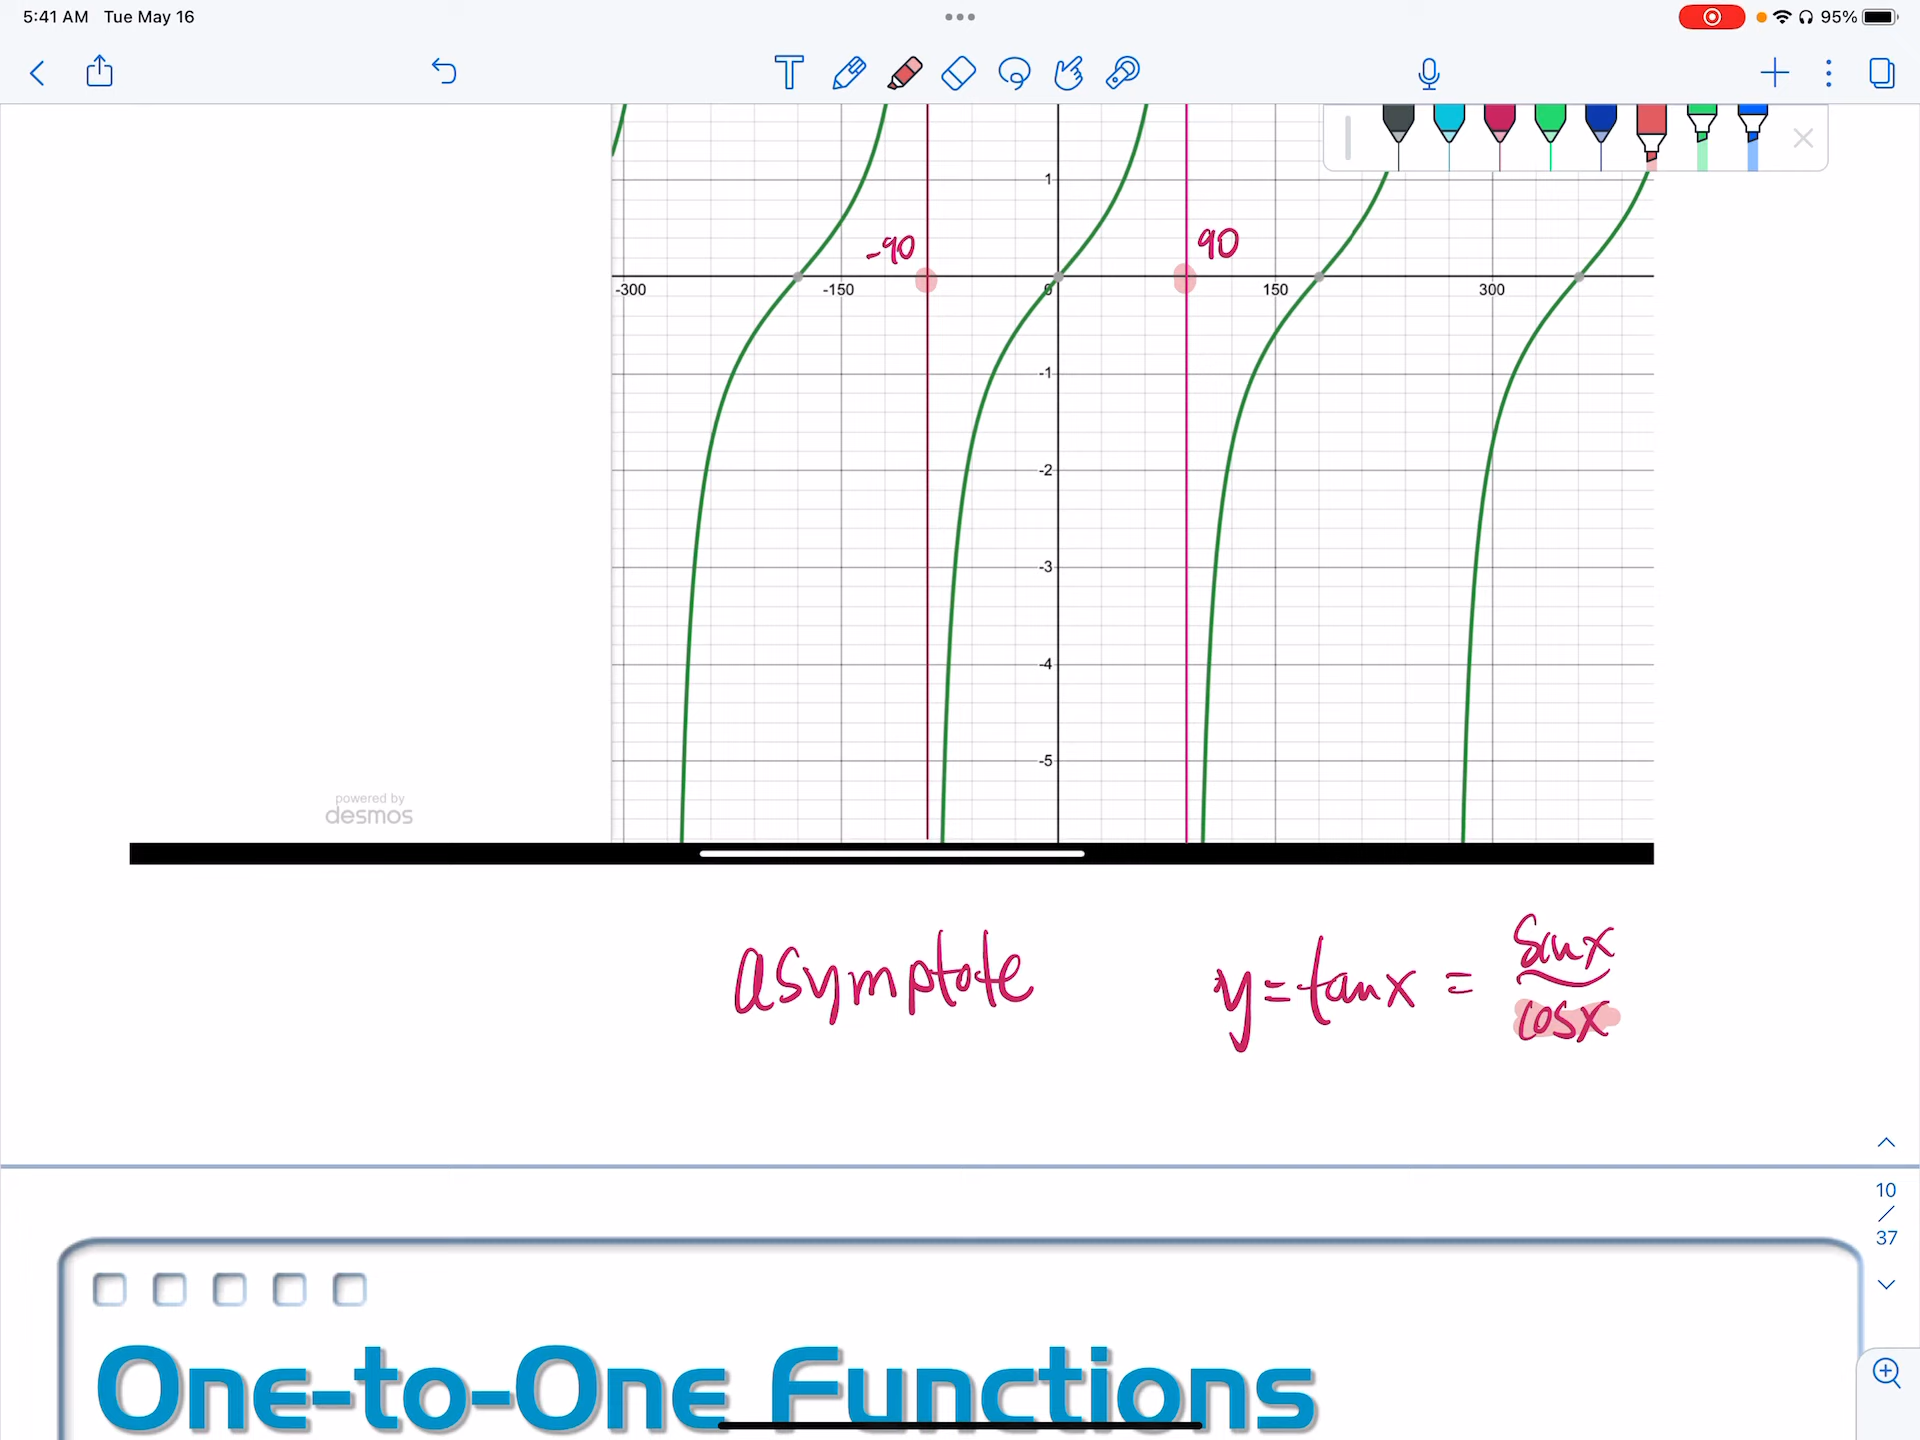 5:41 AM Tue May 16
95%
T
1
-90
90
-300
-150
0
150
300
-1
-2
-3
-4
-5
powered by
desmos
asymptote
y=tanx = sinx
cosx
10
/
37
One-to-One Functions